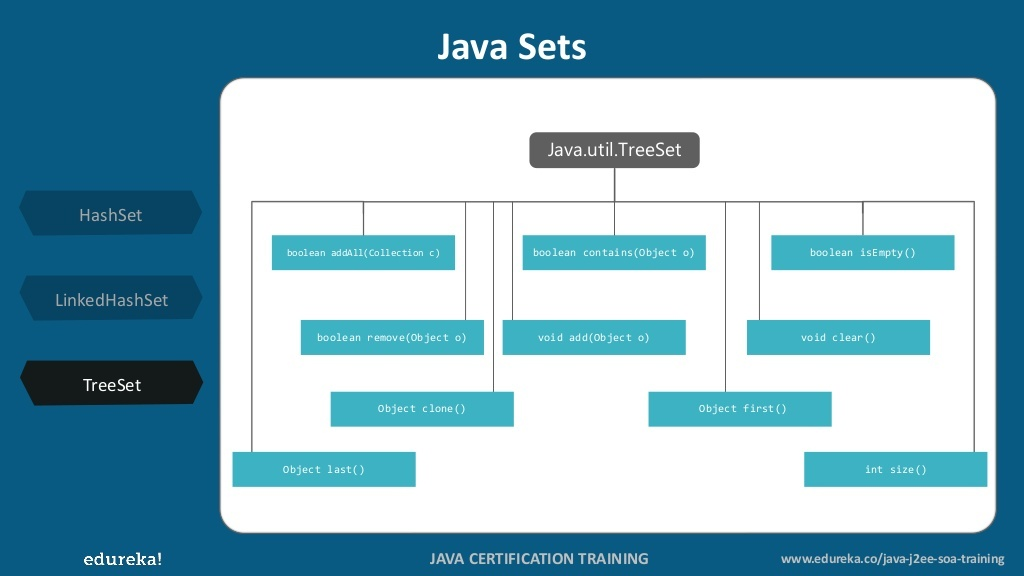 Java Sets
Java.util.TreeSet
HashSet
LinkedHashSet
TreeSet
boolean addAll(Collection c)
boolean contains(Object o)
boolean isEmpty()
boolean remove(Object o)
void add(Object o)
void clear()
Object clone()
Object first()
Object last()
int size()
edureka!
JAVA CERTIFICATION TRAINING
www.edureka.co/java-j2ee-soa-training